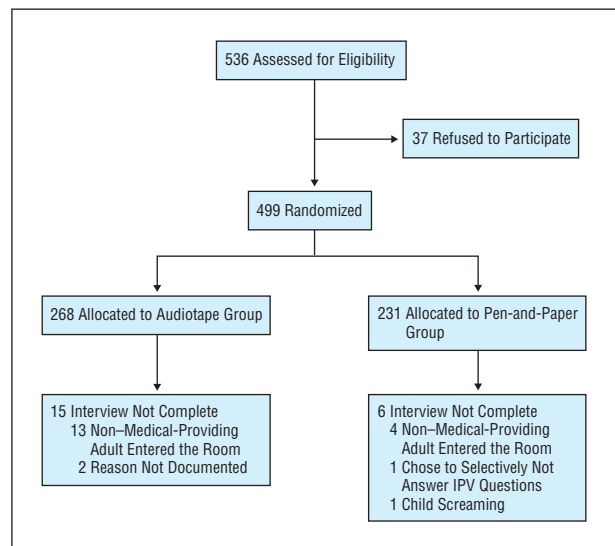 536 Assessed for Eligibility
37 Refused to Participate
499 Randomized
268 Allocated to Audiotape Group
231 Allocated to Pen-and-Paper
Group
15 Interview Not Complete
13 Non–Medical-Providing
Adult Entered the Room
2 Reason Not Documented
6 Interview Not Complete
4 Non–Medical-Providing
Adult Entered the Room
1 Chose to Selectively Not
Answer IPV Questions
1 Child Screaming